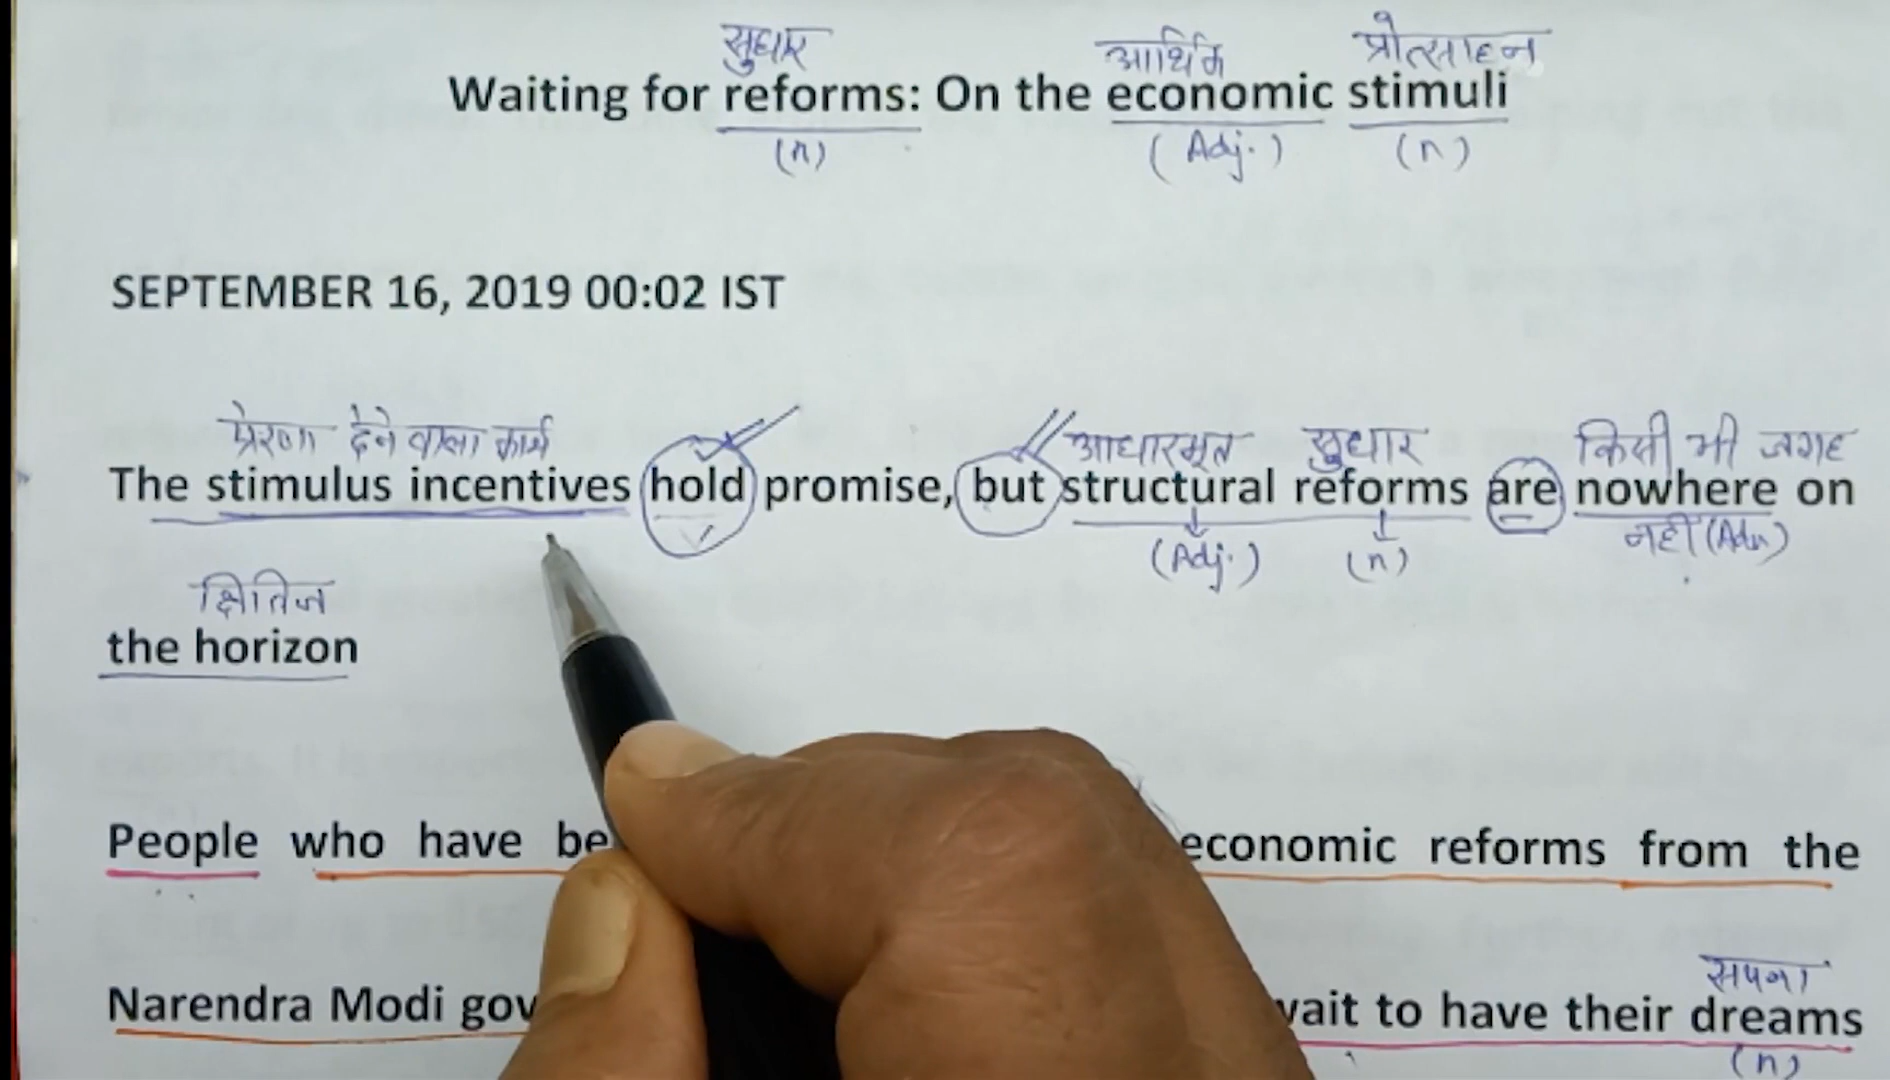 सुधार आर्थिक प्रोत्साहन
Waiting for reforms: On the economic stimuli
(n) (Adj.) (n)
SEPTEMBER 16, 2019 00:02 IST
प्रेरणा देने वाला कार्य आधारभूत सुधार किसी भी जगह
The stimulus incentives hold promise, but structural reforms are nowhere on
(Adj.) (n) नहीं (Adv)
क्षितिज
the horizon
People who have be economic reforms from the
सपना
Narendra Modi gov wait to have their dreams
(n)